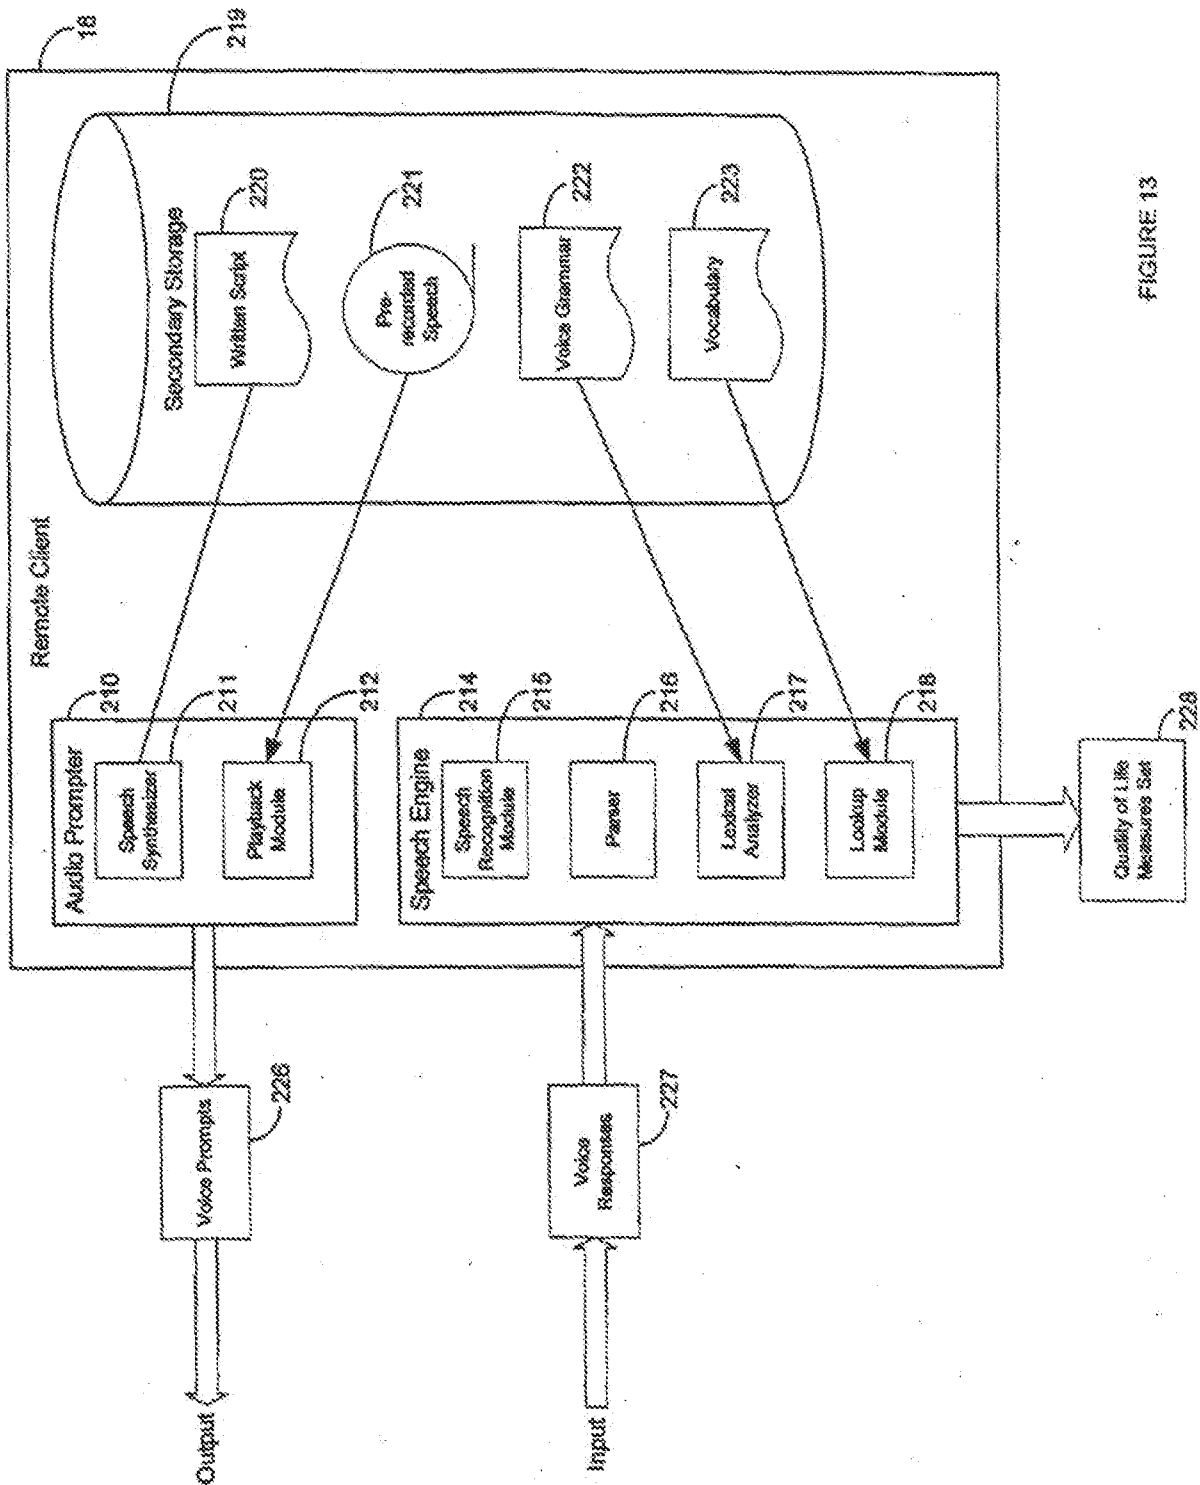 Remote Client
18
Audio Prompter
210
Speech
Synthesizer
211
Playback
Module
212
Speech Engine
214
Speech
Recognition
Module
215
Parser
216
Lexical
Analyzer
217
Lookup
Module
218
Secondary Storage
219
Written Script
220
Pre-
recorded
Speech
221
Voice Grammar
222
Vocabulary
223
Output
Voice Prompts
226
Input
Voice
Responses
227
Quality of Life
Measures Set
228
FIGURE 13